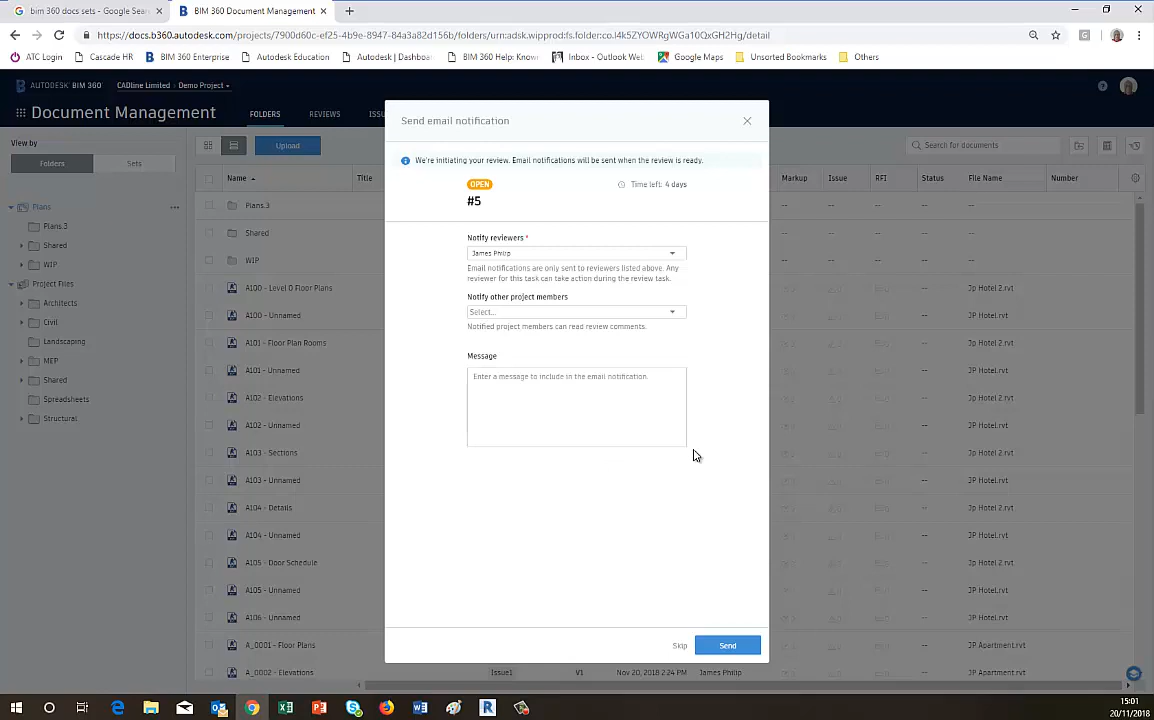 bim 360 docs sets - Google Sear
BIM 360 Document Management
https://docs.b360.autodesk.com/projects/7900d60c-ef25-4b9e-8947-84a3a82d156b/folders/urn:adsk.wipprod:fs.folder:co.I4k5ZYOWRgWGa10QxGH2Hg/detail
ATC Login
Cascade HR
BIM 360 Enterprise
Autodesk Education
Autodesk | Dashboa
BIM 360 Help: Know
Inbox - Outlook Web
Google Maps
Unsorted Bookmarks
Others
AUTODESK® BIM 360®
CADline Limited › Demo Project
Document Management
FOLDERS
REVIEWS
ISSU
View by
Folders
Sets
Upload
Search for documents
Name
Title
Markup
Issue
RFI
Status
File Name
Number
Plans
Plans.3
Shared
WIP
Project Files
Architects
Civil
Landscaping
MEP
Shared
Spreadsheets
Structural
Plans.3 -- -- -- -- --
Shared -- -- -- -- --
WIP -- -- -- -- --
A100 - Level 0 Floor Plans -- Jp Hotel 2.rvt
A100 - Unnamed -- JP Hotel.rvt
A101 - Floor Plan Rooms -- Jp Hotel 2.rvt
A101 - Unnamed -- JP Hotel.rvt
A102 - Elevations -- Jp Hotel 2.rvt
A102 - Unnamed -- JP Hotel.rvt
A103 - Sections -- Jp Hotel 2.rvt
A103 - Unnamed -- JP Hotel.rvt
A104 - Details -- Jp Hotel 2.rvt
A104 - Unnamed -- JP Hotel.rvt
A105 - Door Schedule -- Jp Hotel 2.rvt
A105 - Unnamed -- JP Hotel.rvt
A106 - Unnamed -- JP Hotel.rvt
A_0001 - Floor Plans -- JP Apartment.rvt
A_0002 - Elevations Issue1 V1 Nov 20, 2018 2:24 PM James Philip -- JP Apartment.rvt
Send email notification
We're initiating your review. Email notifications will be sent when the review is ready.
OPEN
Time left: 4 days
#5
Notify reviewers *
James Philip
Email notifications are only sent to reviewers listed above. Any
reviewer for this task can take action during the review task.
Notify other project members
Select...
Notified project members can read review comments.
Message
Enter a message to include in the email notification.
Skip
Send
15:01
20/11/2018